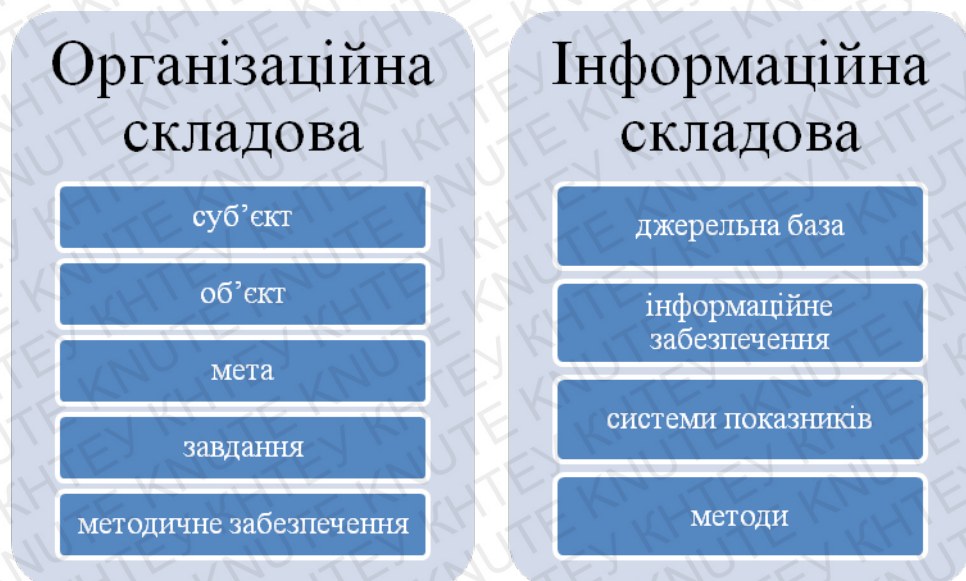 Організаційна
складова
суб’єкт
об’єкт
мета
завдання
методичне забезпечення
Інформаційна
складова
джерельна база
інформаційне
забезпечення
системи показників
методи